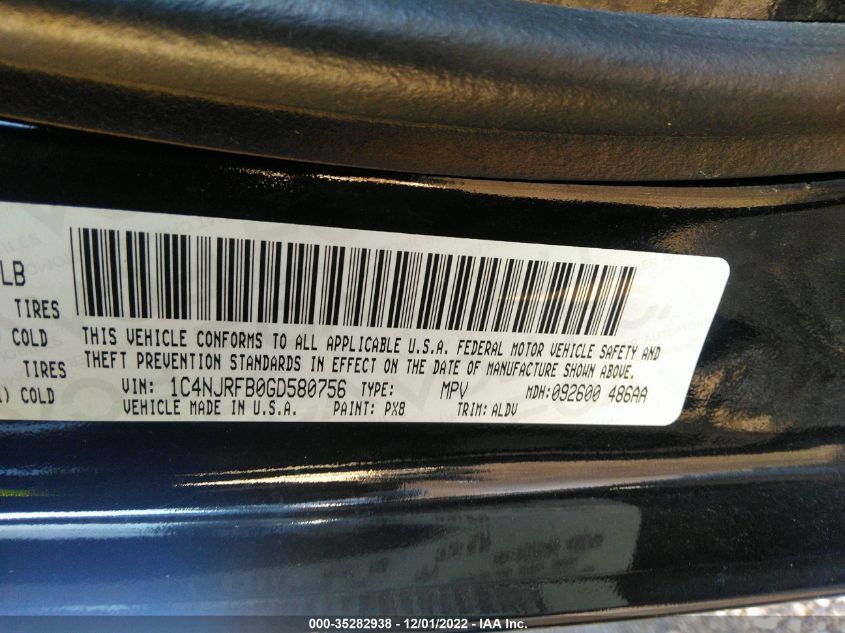 LB
TIRES
COLD
THIS VEHICLE CONFORMS TO ALL APPLICABLE U.S.A. FEDERAL MOTOR VEHICLE SAFETY AND
TIRES
THEFT PREVENTION STANDARDS IN EFFECT ON THE DATE OF MANUFACTURE SHOWN ABOVE.
) COLD
VIN: 1C4NJRFB0GD580756 TYPE: MPV MDH:092600 486AA
VEHICLE MADE IN U.S.A. PAINT: PX8 TRIM: ALDV
000-35282938 - 12/01/2022 - IAA Inc.